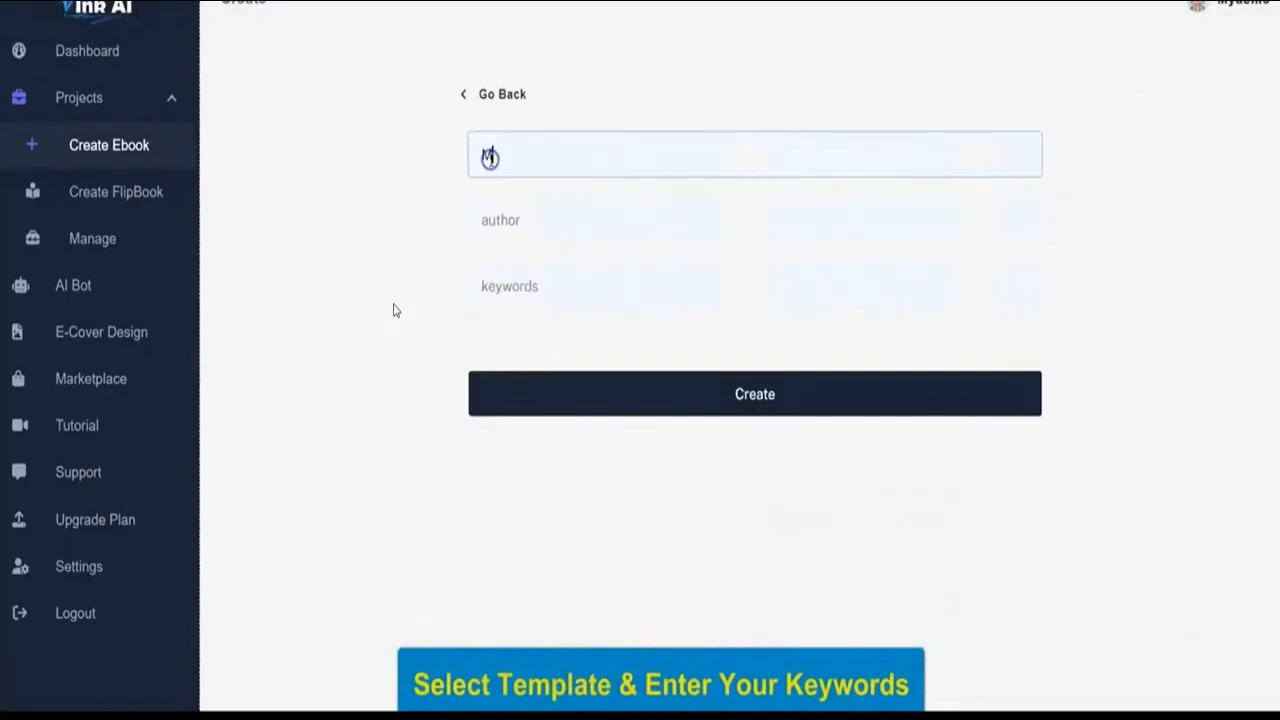 Dashboard
Projects
Create Ebook
Create FlipBook
Manage
AI Bot
E-Cover Design
Marketplace
Tutorial
Support
Upgrade Plan
Settings
Logout
Go Back
M
author
keywords
Create
Select Template & Enter Your Keywords